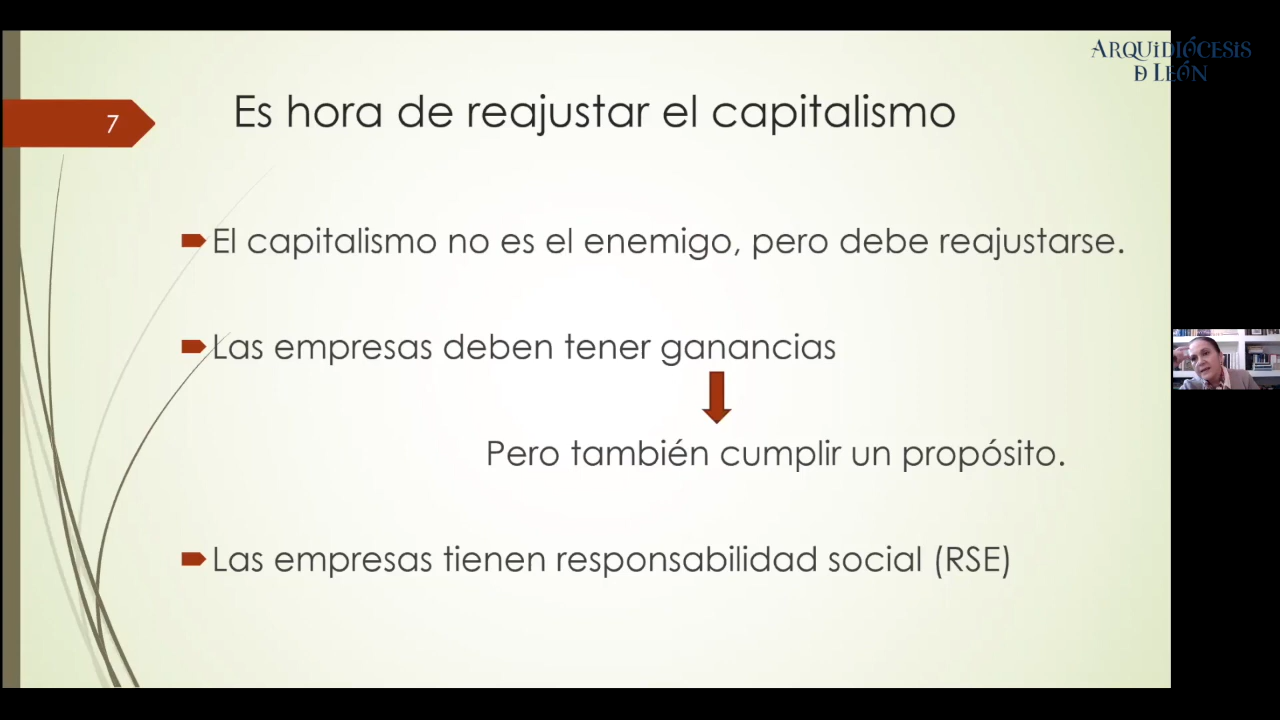 ARQUiDIÓCESIS
D LEÓN
7
Es hora de reajustar el capitalismo
El capitalismo no es el enemigo, pero debe reajustarse.
Las empresas deben tener ganancias
Pero también cumplir un propósito.
Las empresas tienen responsabilidad social (RSE)